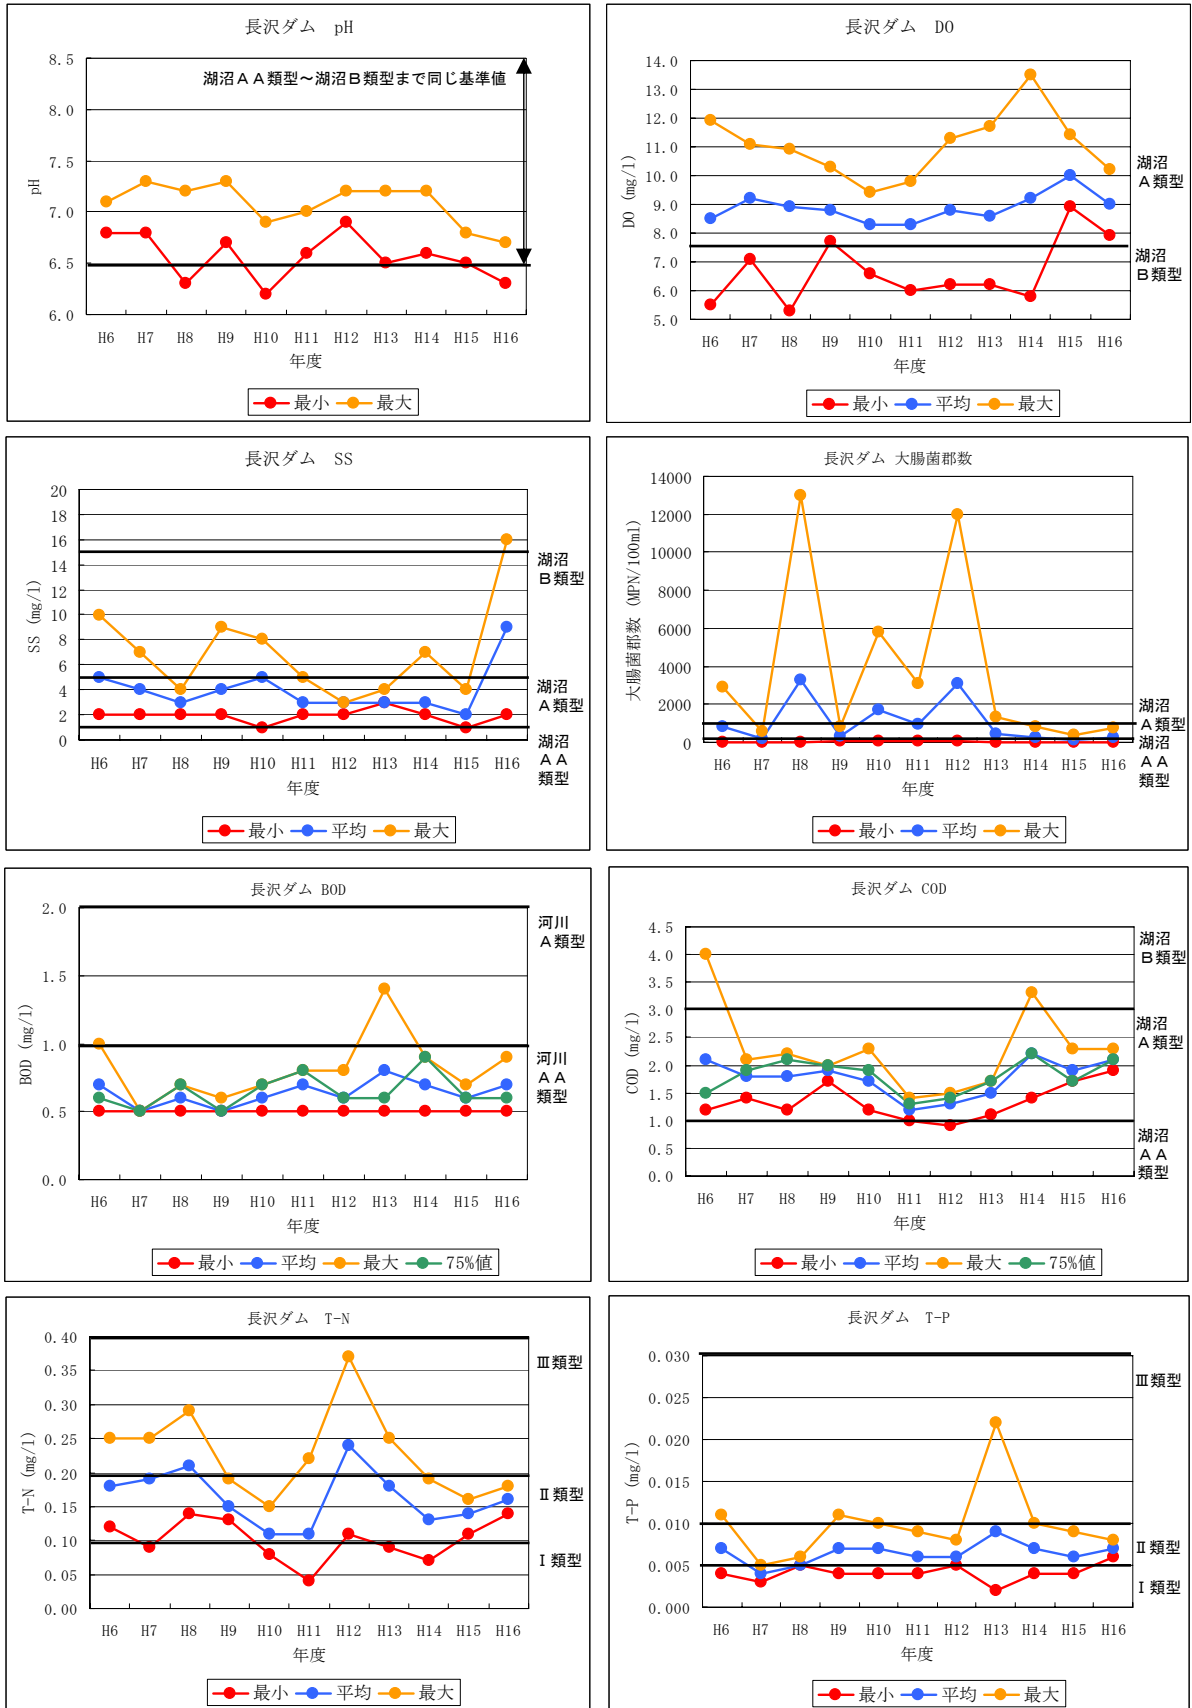 長沢ダム　pH
8.5
8.0
7.5
7.0
6.5
6.0
pH
湖沼ＡＡ類型～湖沼Ｂ類型まで同じ基準値
H6 H7 H8 H9 H10 H11 H12 H13 H14 H15 H16
年度
最小 最大
長沢ダム　DO
14.0
13.0
12.0
11.0
10.0
9.0
8.0
7.0
6.0
5.0
DO (mg/l)
湖沼
Ａ類型
湖沼
Ｂ類型
H6 H7 H8 H9 H10 H11 H12 H13 H14 H15 H16
年度
最小 平均 最大
長沢ダム　SS
20
18
16
14
12
10
8
6
4
2
0
SS (mg/l)
湖沼
Ｂ類型
湖沼
Ａ類型
湖沼
ＡＡ
類型
H6 H7 H8 H9 H10 H11 H12 H13 H14 H15 H16
年度
最小 平均 最大
長沢ダム 大腸菌郡数
14000
12000
10000
8000
6000
4000
2000
0
大腸菌郡数 (MPN/100ml)
湖沼
Ａ類型
湖沼
ＡＡ
類型
H6 H7 H8 H9 H10 H11 H12 H13 H14 H15 H16
年度
最小 平均 最大
長沢ダム BOD
2.0
1.5
1.0
0.5
0.0
BOD (mg/l)
河川
Ａ類型
河川
ＡＡ
類型
H6 H7 H8 H9 H10 H11 H12 H13 H14 H15 H16
年度
最小 平均 最大 75%値
長沢ダム COD
4.5
4.0
3.5
3.0
2.5
2.0
1.5
1.0
0.5
0.0
COD (mg/l)
湖沼
Ｂ類型
湖沼
Ａ類型
湖沼
ＡＡ
類型
H6 H7 H8 H9 H10 H11 H12 H13 H14 H15 H16
年度
最小 平均 最大 75%値
長沢ダム　T-N
0.40
0.35
0.30
0.25
0.20
0.15
0.10
0.05
0.00
T-N (mg/l)
Ⅲ類型
Ⅱ類型
Ⅰ類型
H6 H7 H8 H9 H10 H11 H12 H13 H14 H15 H16
年度
最小 平均 最大
長沢ダム　T-P
0.030
0.025
0.020
0.015
0.010
0.005
0.000
T-P (mg/l)
Ⅲ類型
Ⅱ類型
Ⅰ類型
H6 H7 H8 H9 H10 H11 H12 H13 H14 H15 H16
年度
最小 平均 最大